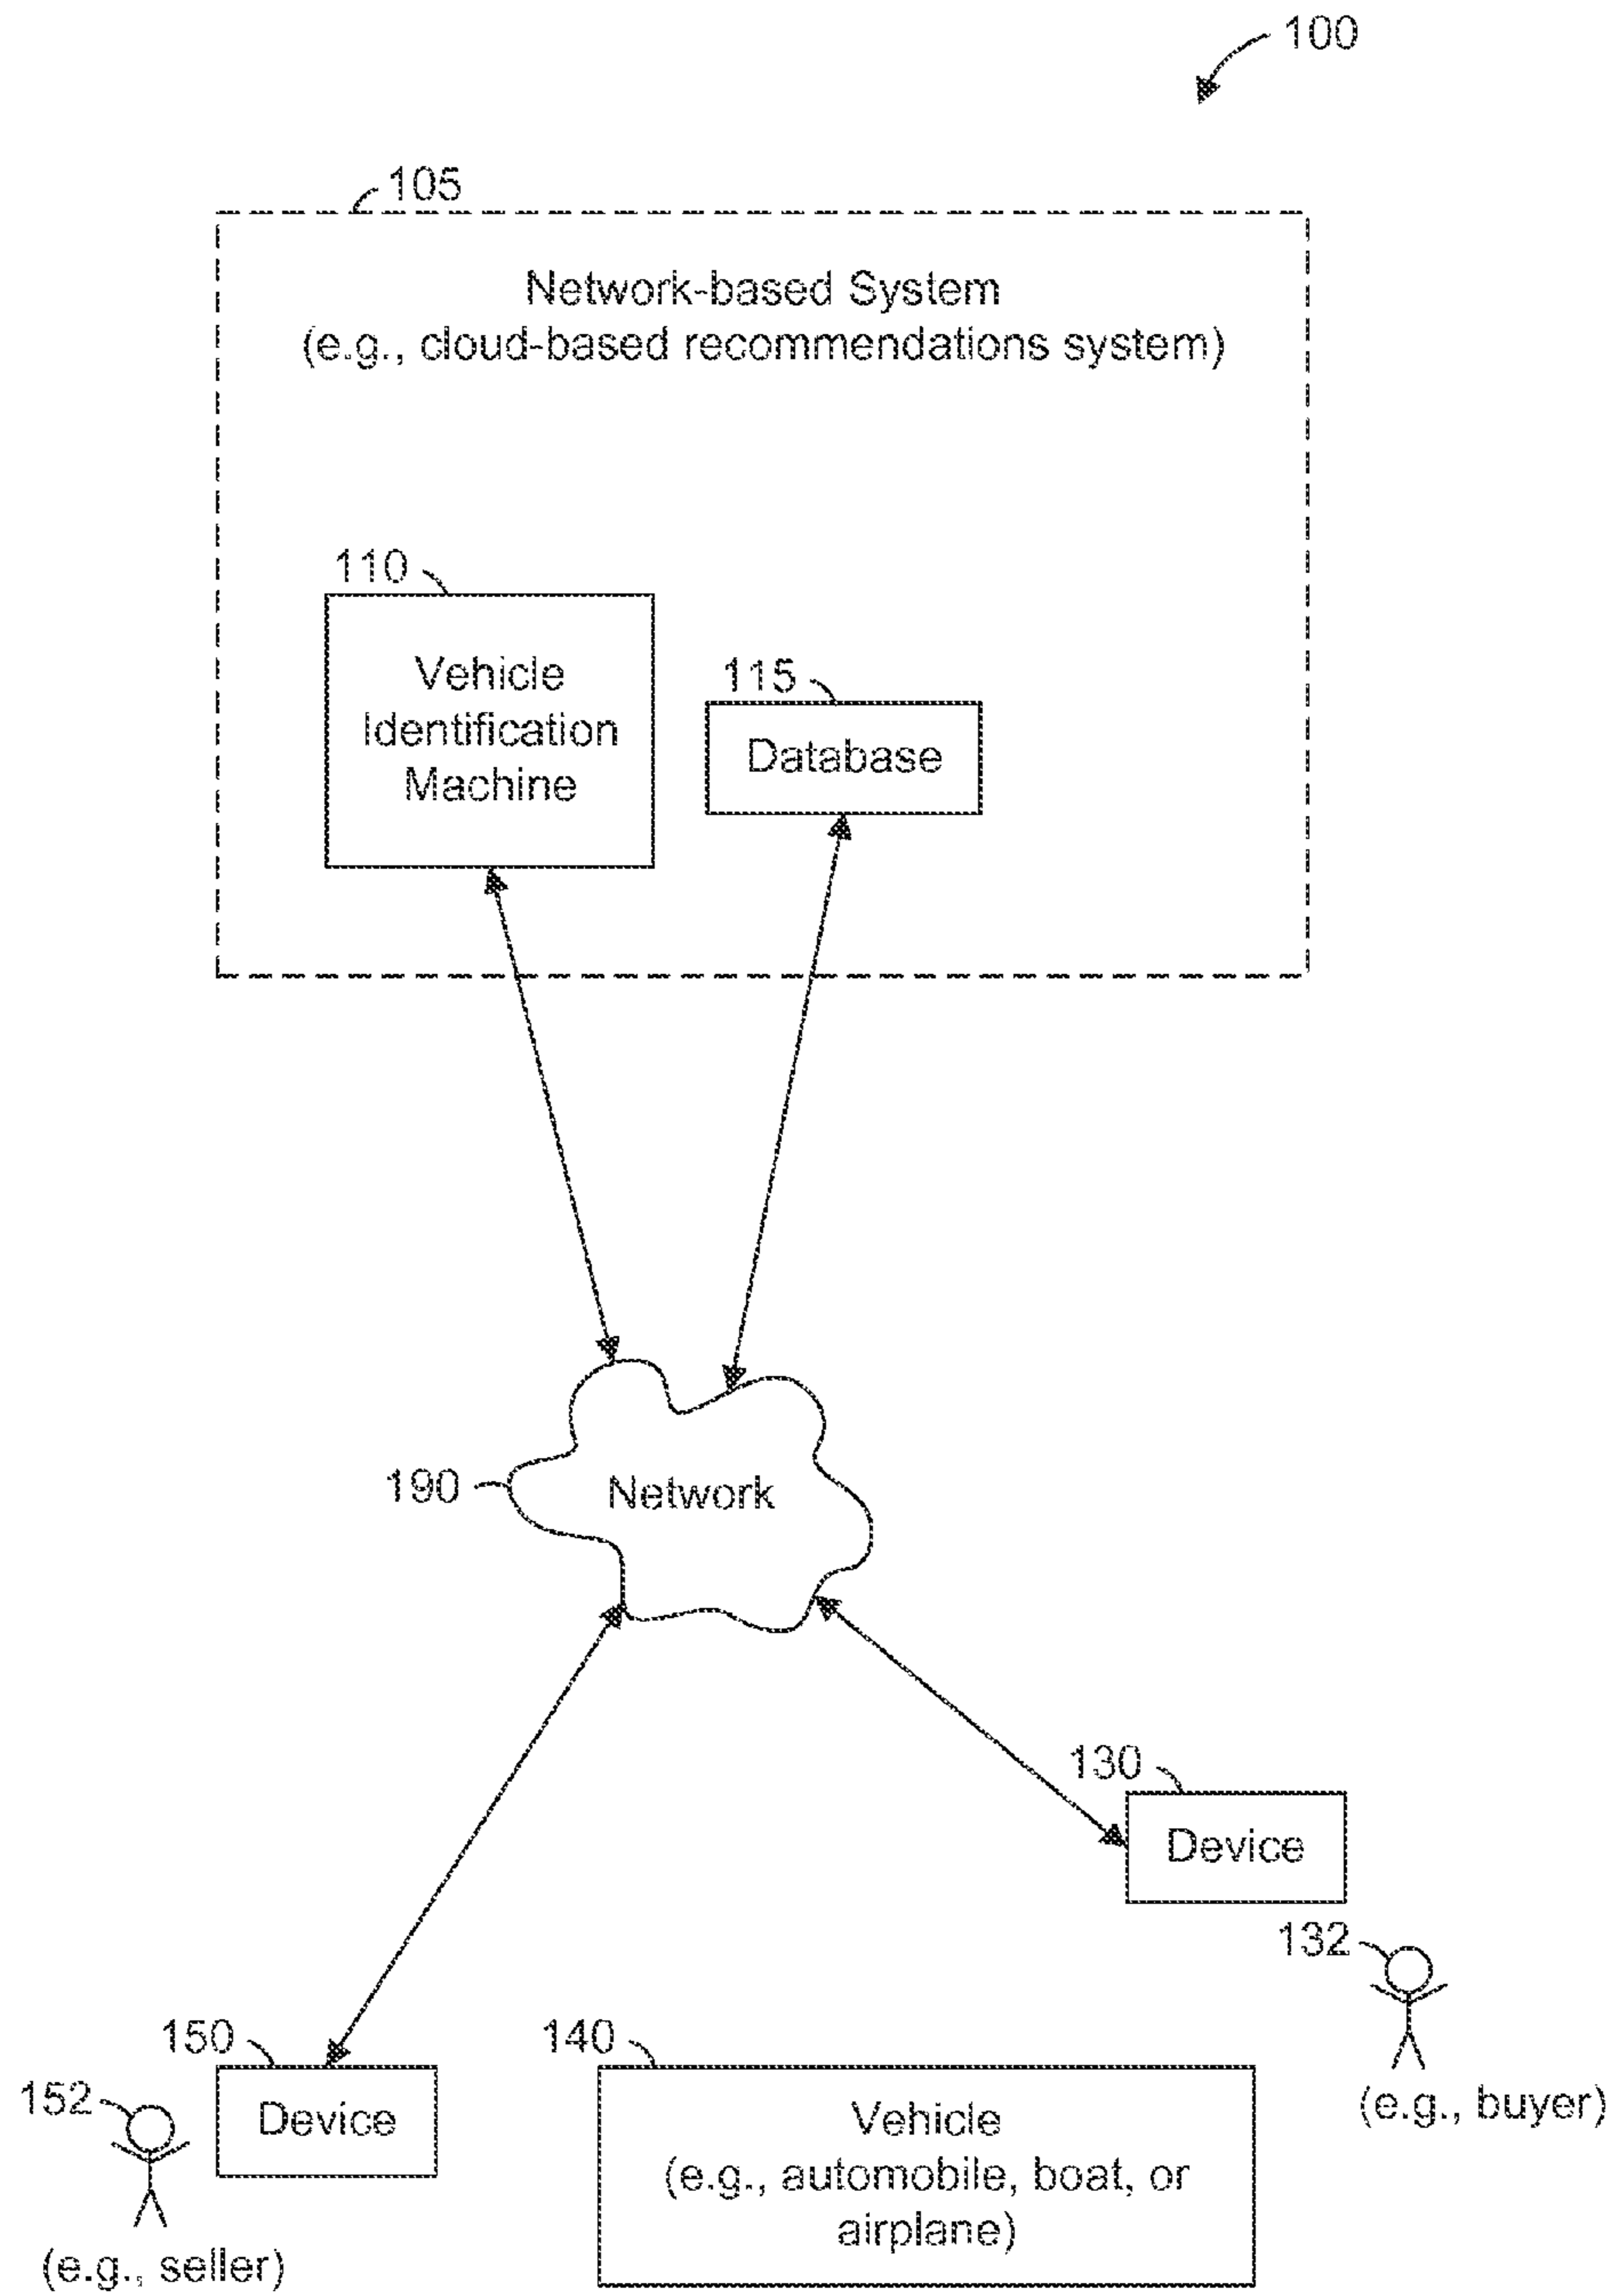 100
105
Network-based System
(e.g., cloud-based recommendations system)
110
Vehicle
Identification
Machine
115
Database
190
Network
130
Device
132
(e.g., buyer)
150
Device
152
(e.g., seller)
140
Vehicle
(e.g., automobile, boat, or
airplane)